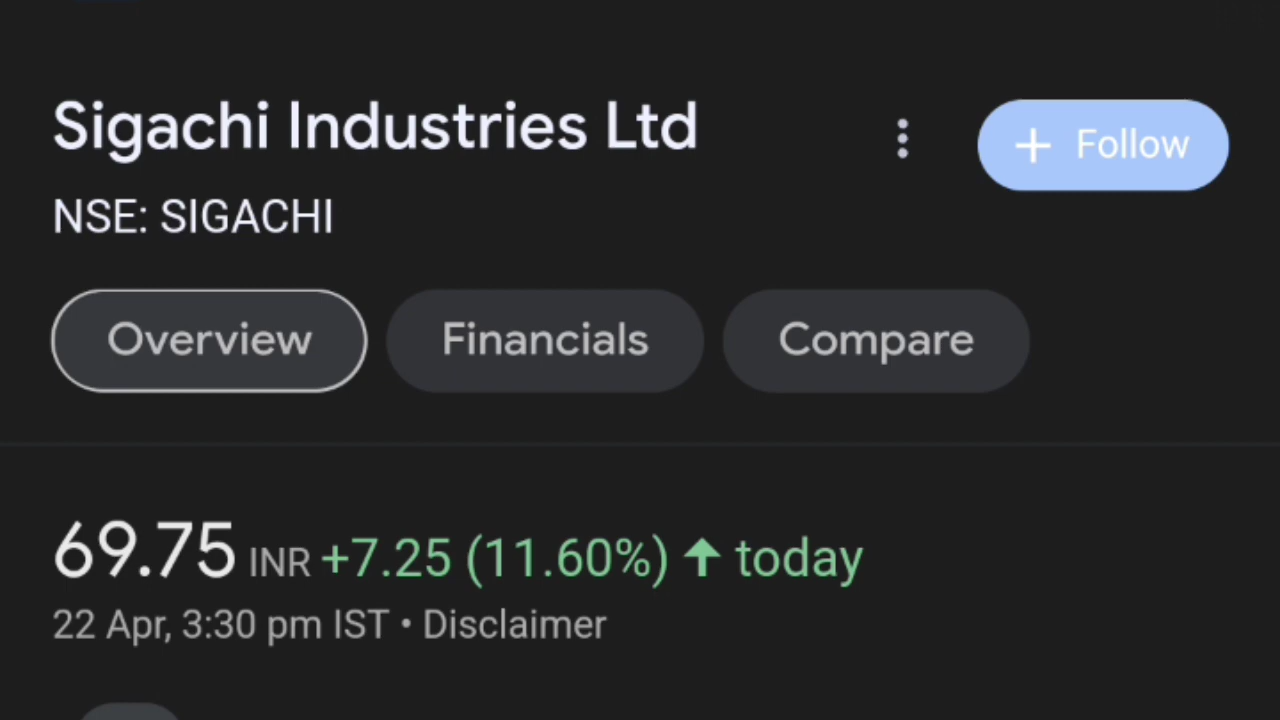 Sigachi Industries Ltd
+ Follow
NSE: SIGACHI
Overview
Financials
Compare
69.75 INR +7.25 (11.60%) ↑ today
22 Apr, 3:30 pm IST • Disclaimer